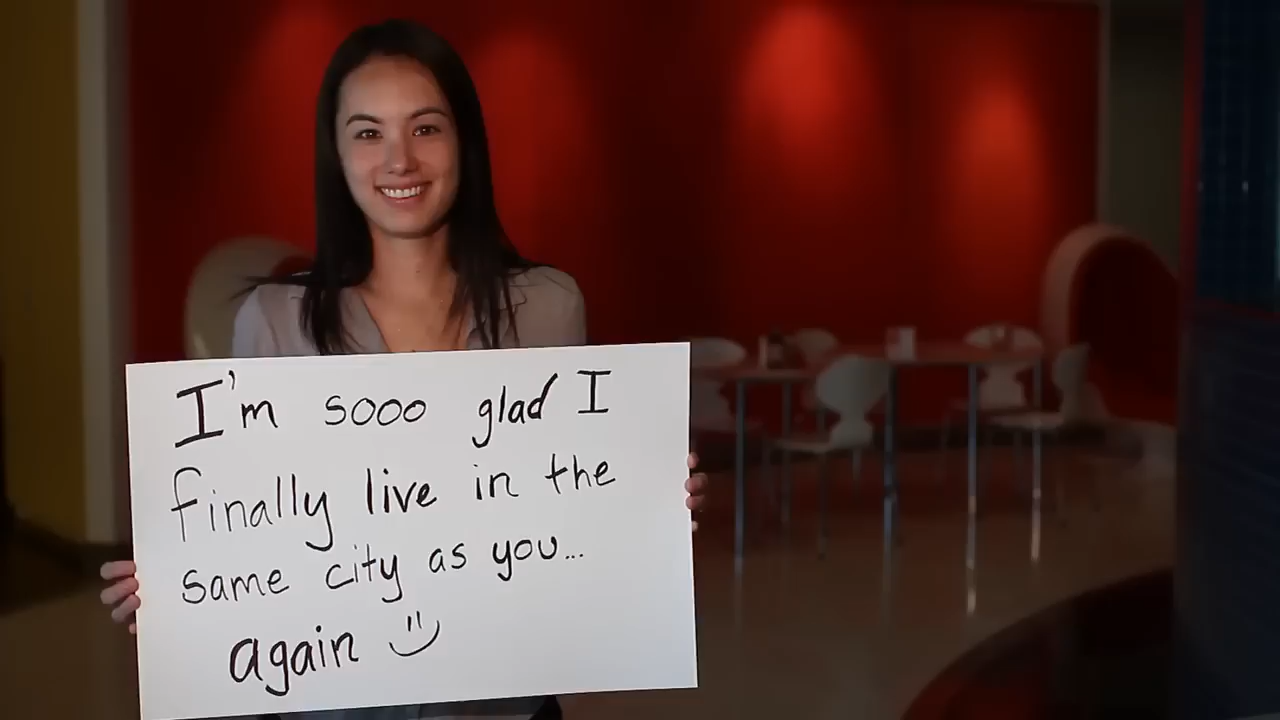 I'm sooo glad I
finally live in the
same city as you...
again :)